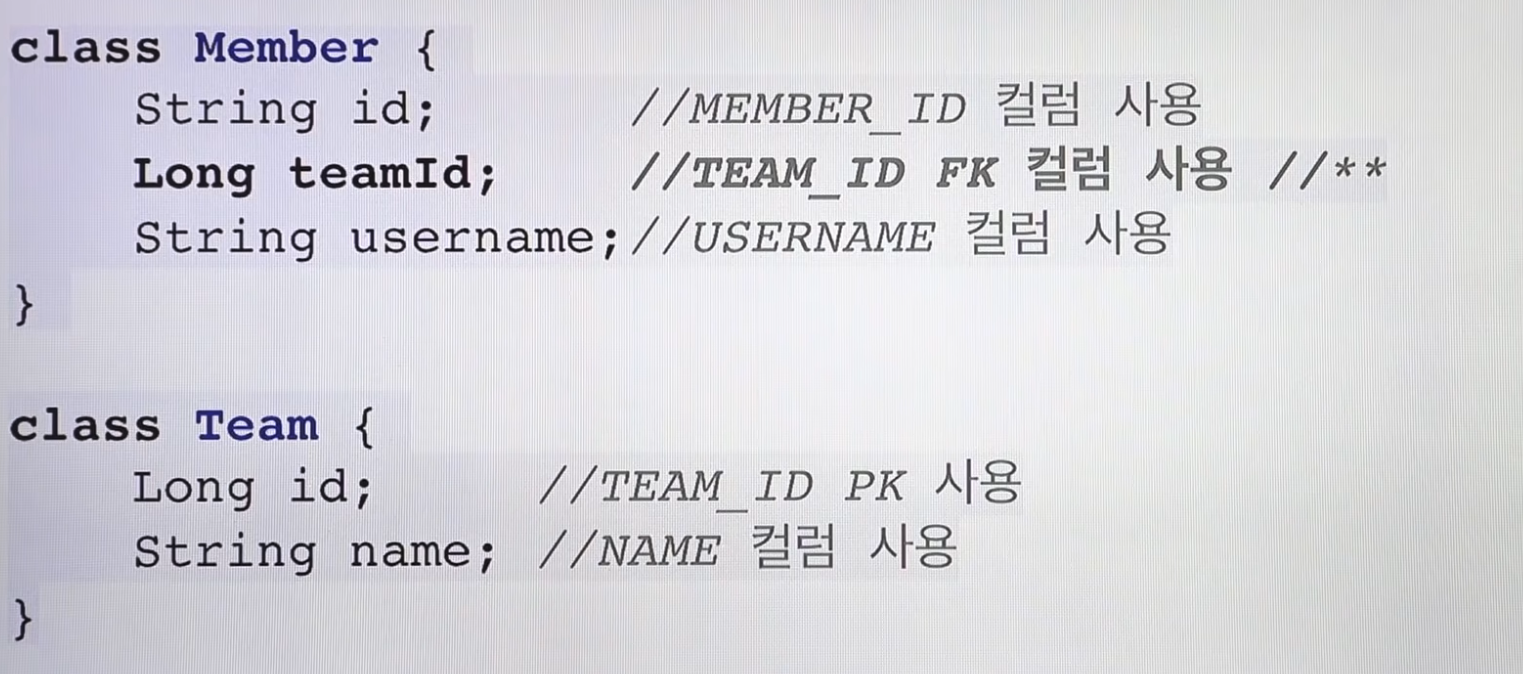 class Member {
String id; //MEMBER_ID 컬럼 사용
Long teamId; //TEAM_ID FK 컬럼 사용 //**
String username;//USERNAME 컬럼 사용
}
class Team {
Long id; //TEAM_ID PK 사용
String name; //NAME 컬럼 사용
}